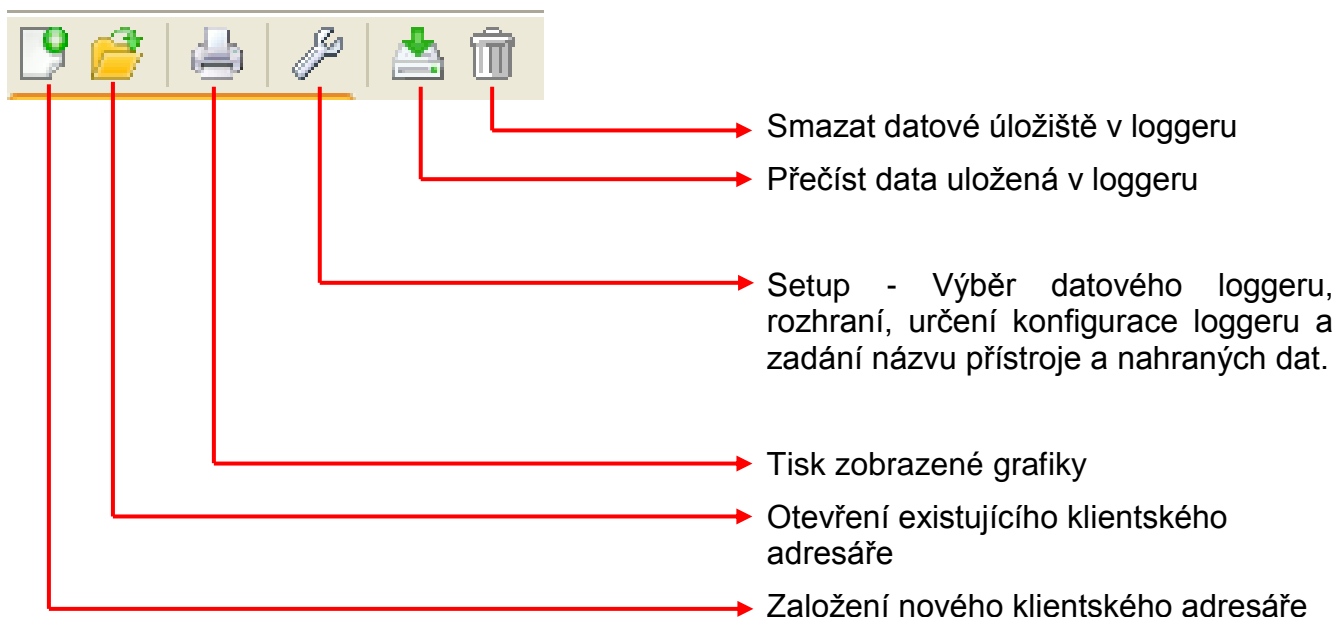 Smazat datové úložiště v loggeru
Přečíst data uložená v loggeru
Setup - Výběr datového loggeru,
rozhraní, určení konfigurace loggeru a
zadání názvu přístroje a nahraných dat.
Tisk zobrazené grafiky
Otevření existujícího klientského
adresáře
Založení nového klientského adresáře